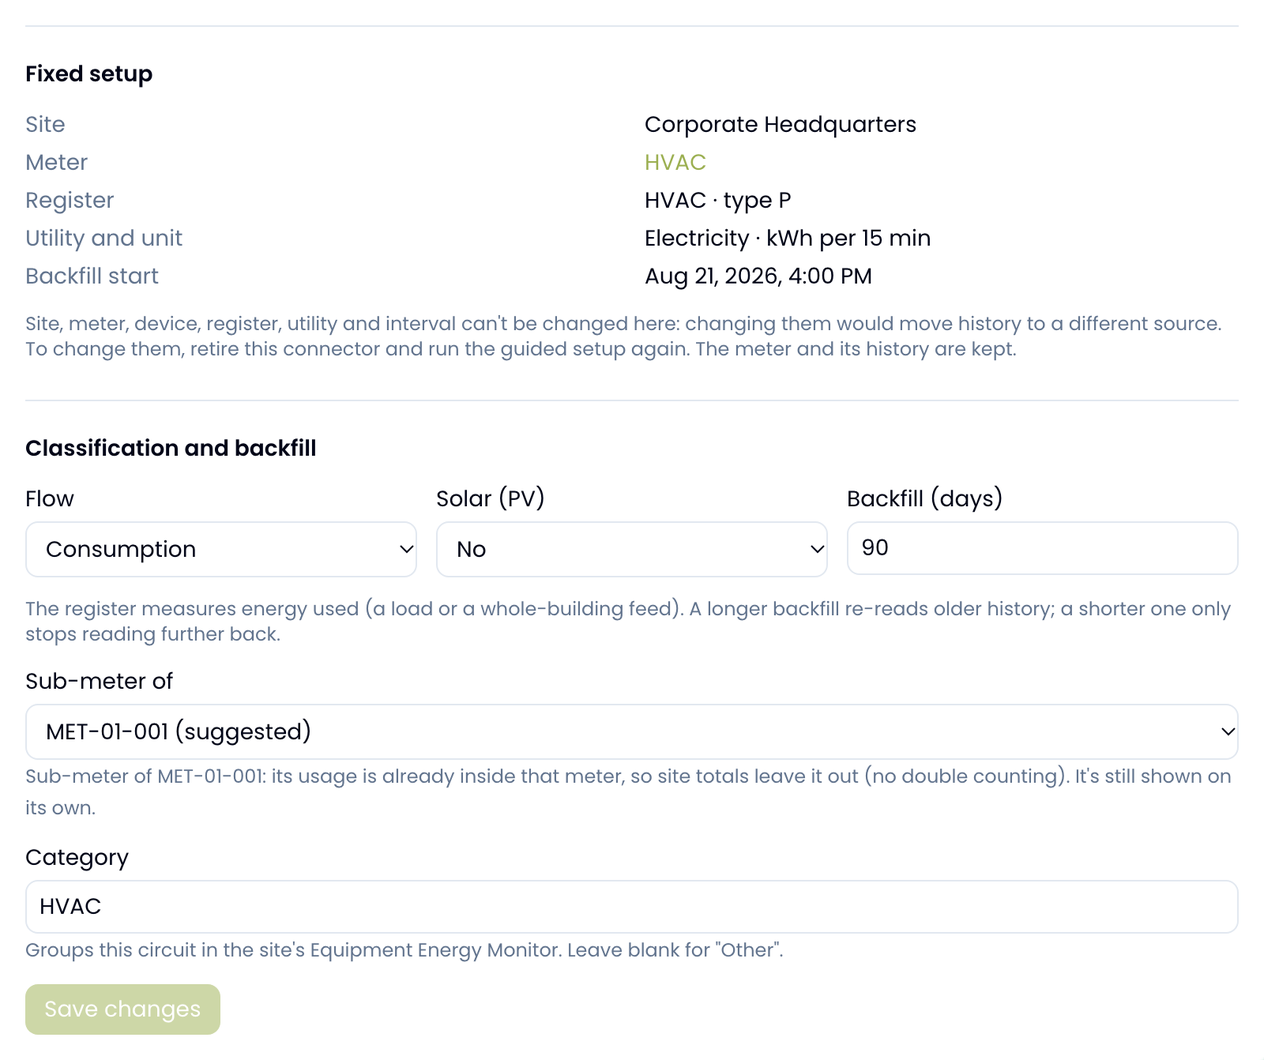 Fixed setup
Site
Corporate Headquarters
Meter
HVAC
Register
HVAC · type P
Utility and unit
Electricity · kWh per 15 min
Backfill start
Aug 21, 2026, 4:00 PM
Site, meter, device, register, utility and interval can't be changed here: changing them would move history to a different source.
To change them, retire this connector and run the guided setup again. The meter and its history are kept.
Classification and backfill
Flow
Solar (PV)
Backfill (days)
Consumption
No
90
The register measures energy used (a load or a whole-building feed). A longer backfill re-reads older history; a shorter one only
stops reading further back.
Sub-meter of
MET-01-001 (suggested)
Sub-meter of MET-01-001: its usage is already inside that meter, so site totals leave it out (no double counting). It's still shown on
its own.
Category
HVAC
Groups this circuit in the site's Equipment Energy Monitor. Leave blank for "Other".
Save changes